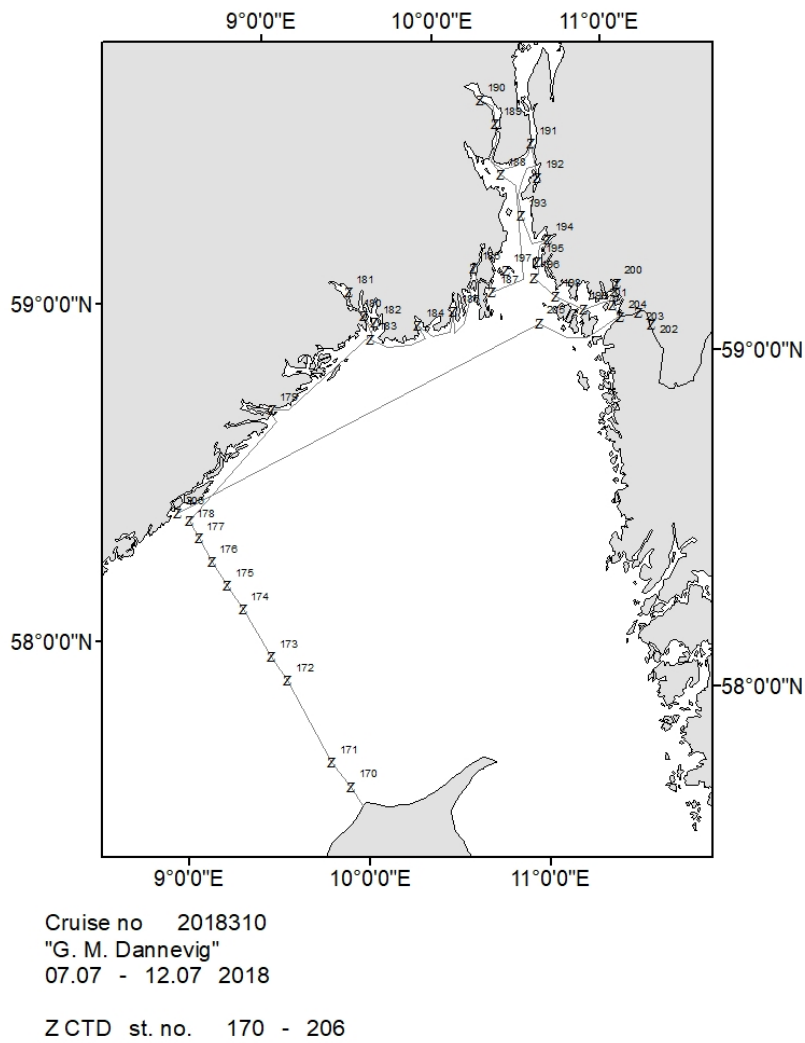 9°0'0"E 10°0'0"E 11°0'0"E
190
189
191
188 192
193
194
195
197 196
181 187 200
59°0'0"N 180 182 184 204
183 203
202 59°0'0"N
179
178
177
176
175
174
58°0'0"N 173
172 58°0'0"N
171
170
9°0'0"E 10°0'0"E 11°0'0"E
Cruise no 2018310
"G. M. Dannevig"
07.07 - 12.07 2018
Z CTD st. no. 170 - 206